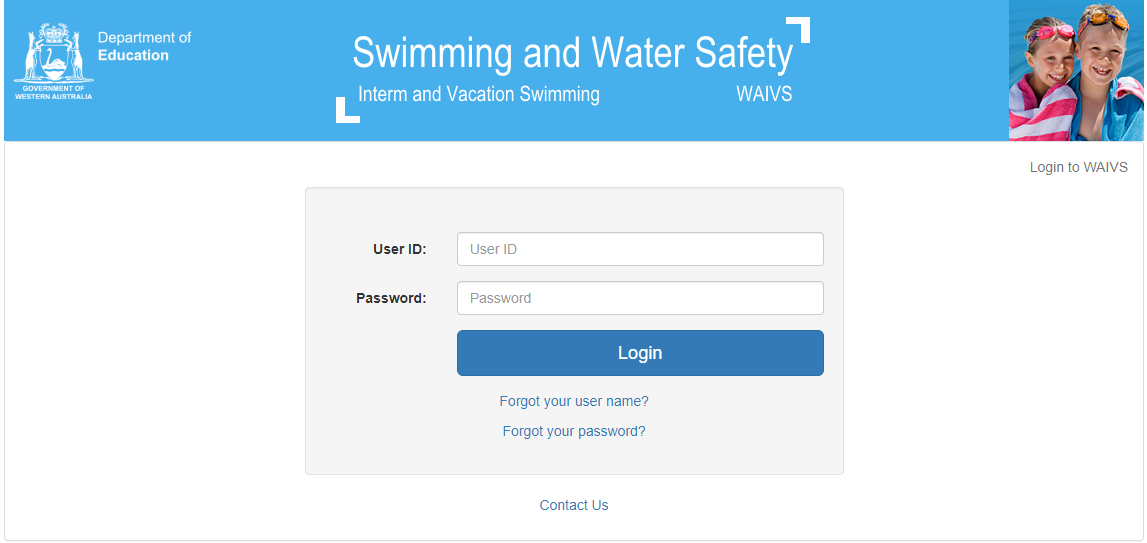 Department of
Education
GOVERNMENT OF
WESTERN AUSTRALIA
Swimming and Water Safety
Interm and Vacation Swimming WAIVS
Login to WAIVS
User ID: User ID
Password: Password
Login
Forgot your user name?
Forgot your password?
Contact Us